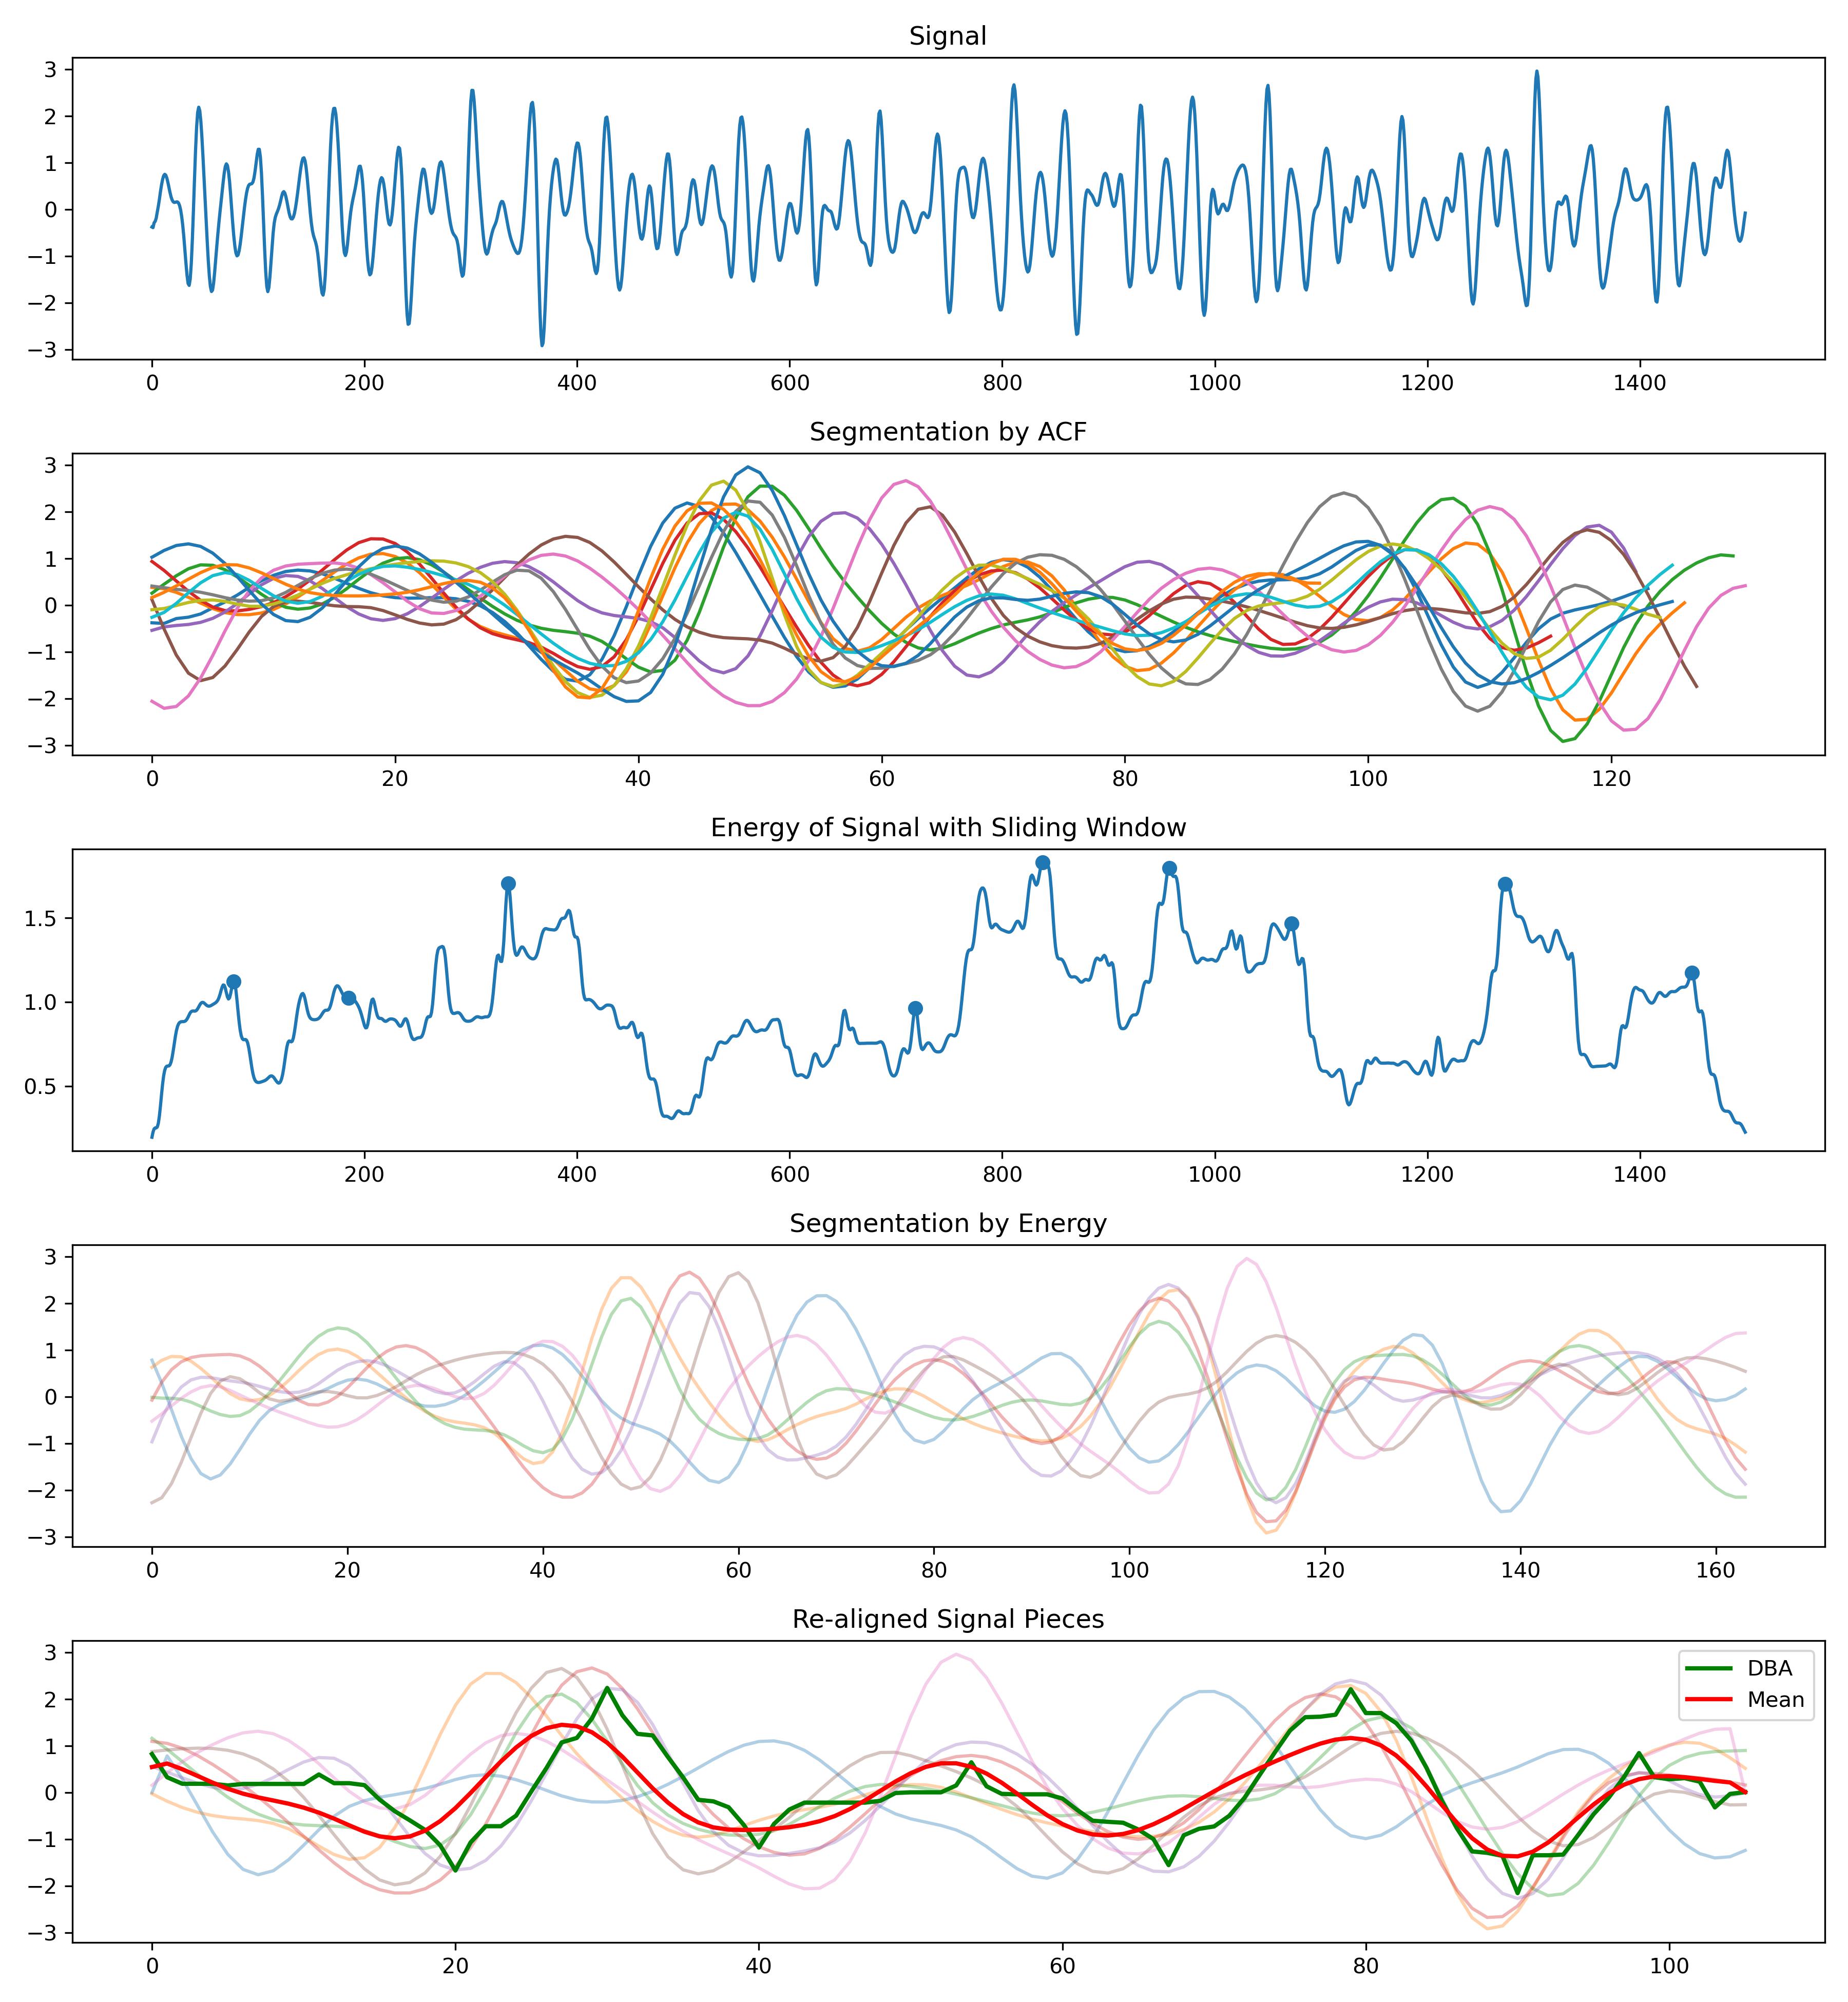 Signal
3
2
1
0
−1
−2
−3
0 200 400 600 800 1000 1200 1400
Segmentation by ACF
3
2
1
0
−1
−2
−3
0 20 40 60 80 100 120
Energy of Signal with Sliding Window
1.5
1.0
0.5
0 200 400 600 800 1000 1200 1400
Segmentation by Energy
3
2
1
0
−1
−2
−3
0 20 40 60 80 100 120 140 160
Re-aligned Signal Pieces
3
2
1
0
−1
−2
−3
DBA
Mean
0 20 40 60 80 100